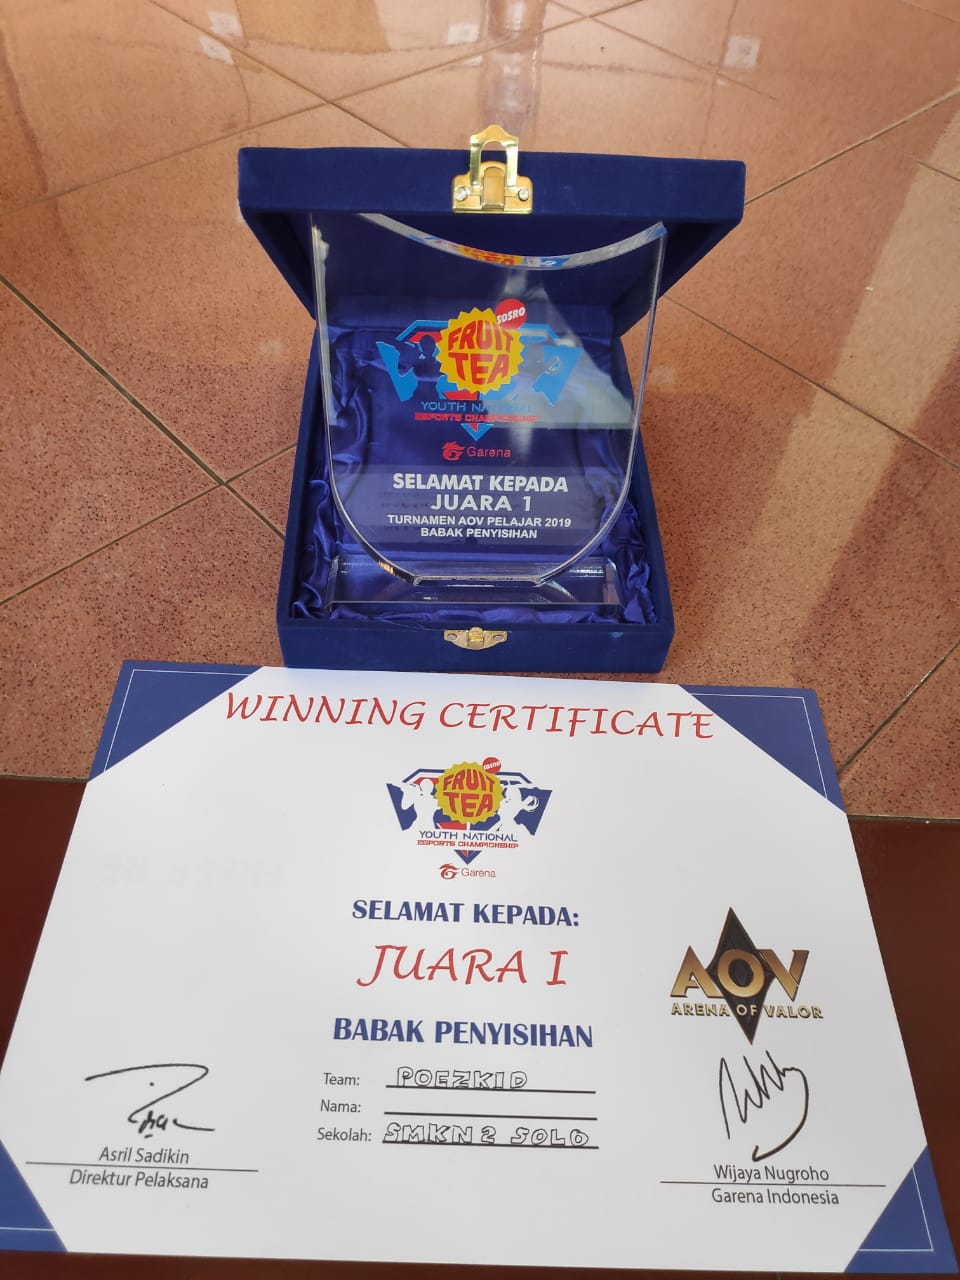 SOSRO
FRUIT
TEA
YOUTH NATIONAL
ESPORTS CHAMPIONSHIP
Garena
SELAMAT KEPADA
JUARA 1
TURNAMEN AOV PELAJAR 2019
BABAK PENYISIHAN
WINNING CERTIFICATE
SOSRO
FRUIT
TEA
YOUTH NATIONAL
ESPORTS CHAMPIONSHIP
Garena
SELAMAT KEPADA:
JUARA I
AOV
ARENA OF VALOR
BABAK PENYISIHAN
Team: POEZKID
Nama:
Sekolah: SMKN 2 SOLO
Asril Sadikin
Direktur Pelaksana
Wijaya Nugroho
Garena Indonesia